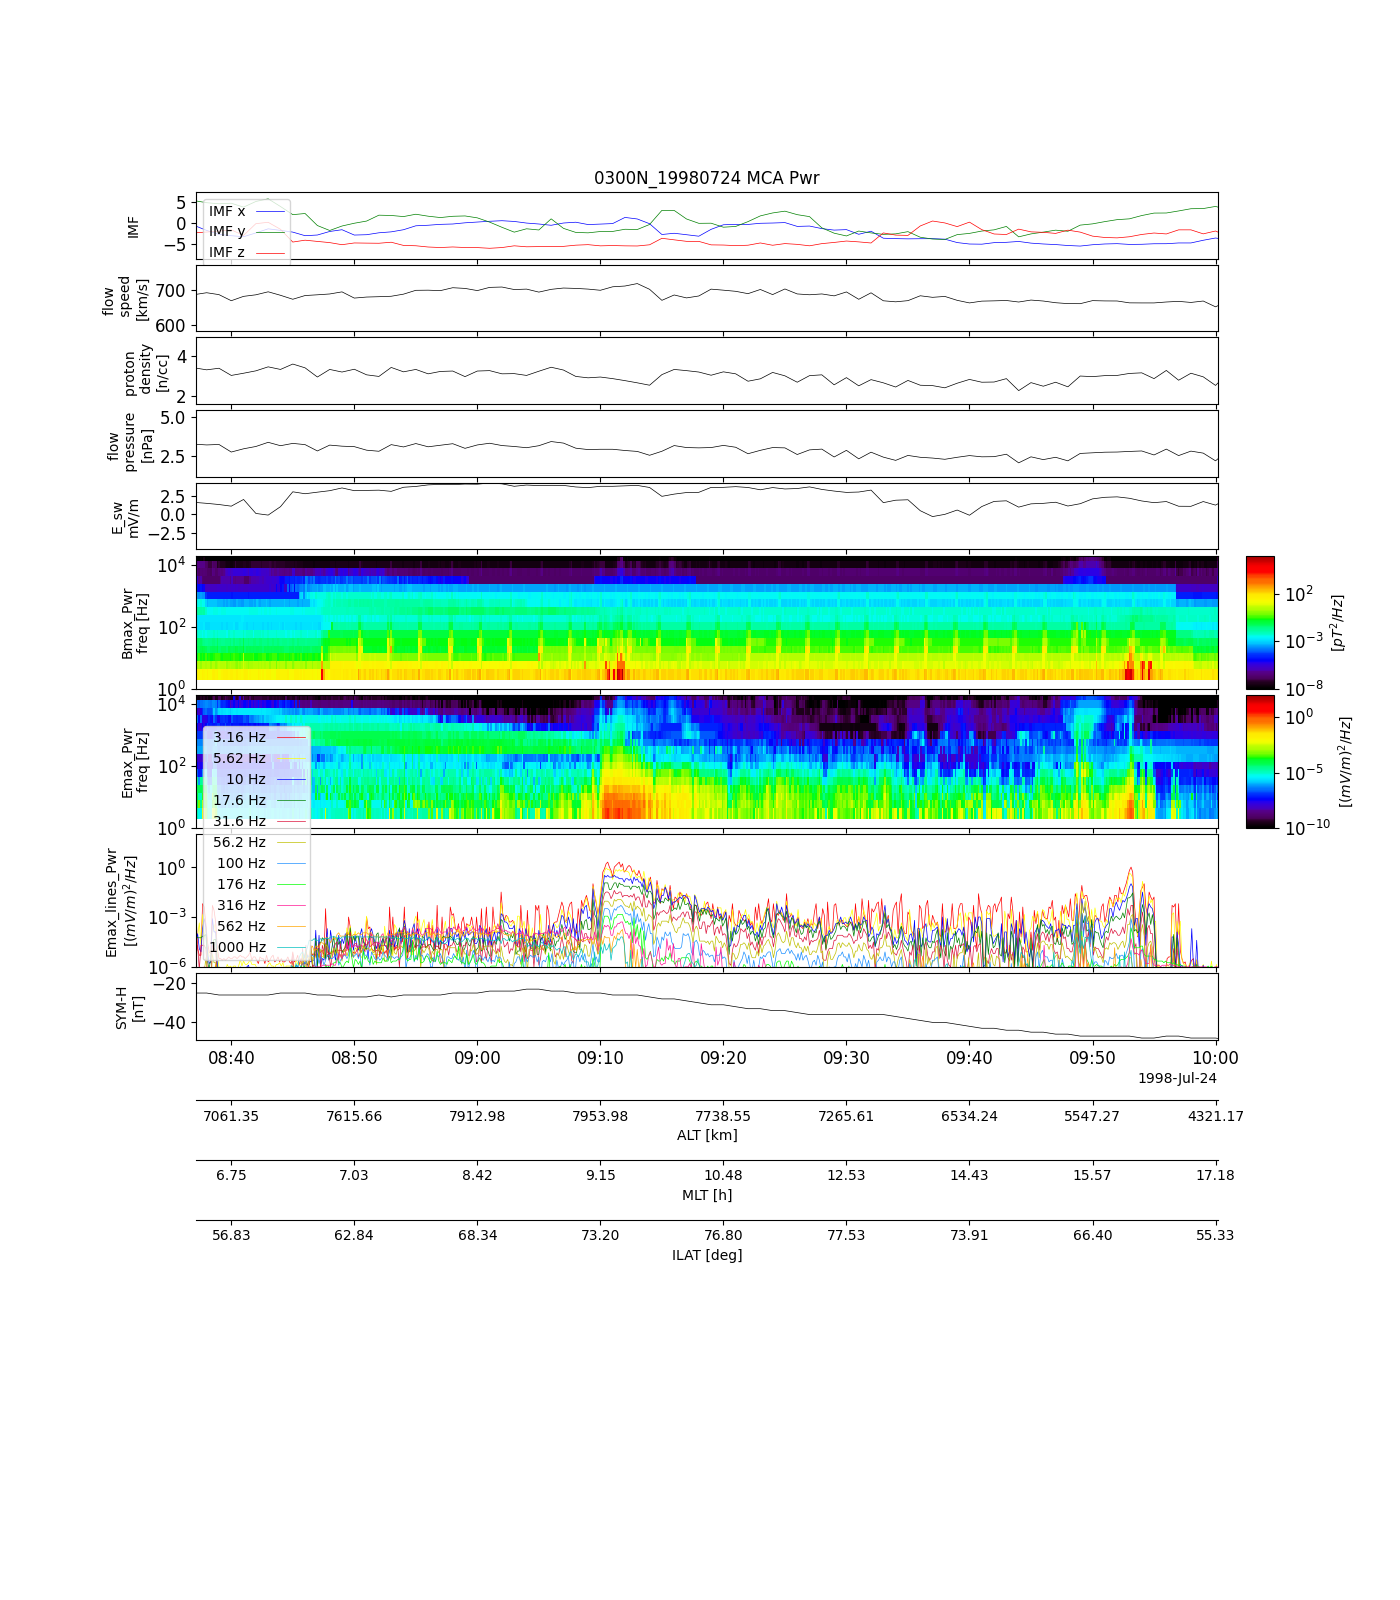 0300N_19980724 MCA Pwr
IMF
5
0
−5
IMF x
IMF y
IMF z
flow
speed
[km/s]
700
600
proton
density
[n/cc]
4
2
flow
pressure
[nPa]
5.0
2.5
E_sw
mV/m
2.5
0.0
−2.5
Bmax_Pwr
freq [Hz]
10^4
10^2
10^0
10^2
10^−3
10^−8
[pT^2/Hz]
Emax_Pwr
freq [Hz]
10^4
10^2
10^0
10^0
10^−5
10^−10
[(mV/m)^2/Hz]
3.16 Hz
5.62 Hz
10 Hz
17.6 Hz
31.6 Hz
56.2 Hz
100 Hz
176 Hz
316 Hz
562 Hz
1000 Hz
Emax_lines_Pwr
[(mV/m)^2/Hz]
10^0
10^−3
10^−6
SYM-H
[nT]
−20
−40
08:40 08:50 09:00 09:10 09:20 09:30 09:40 09:50 10:00
1998-Jul-24
7061.35 7615.66 7912.98 7953.98 7738.55 7265.61 6534.24 5547.27 4321.17
ALT [km]
6.75 7.03 8.42 9.15 10.48 12.53 14.43 15.57 17.18
MLT [h]
56.83 62.84 68.34 73.20 76.80 77.53 73.91 66.40 55.33
ILAT [deg]